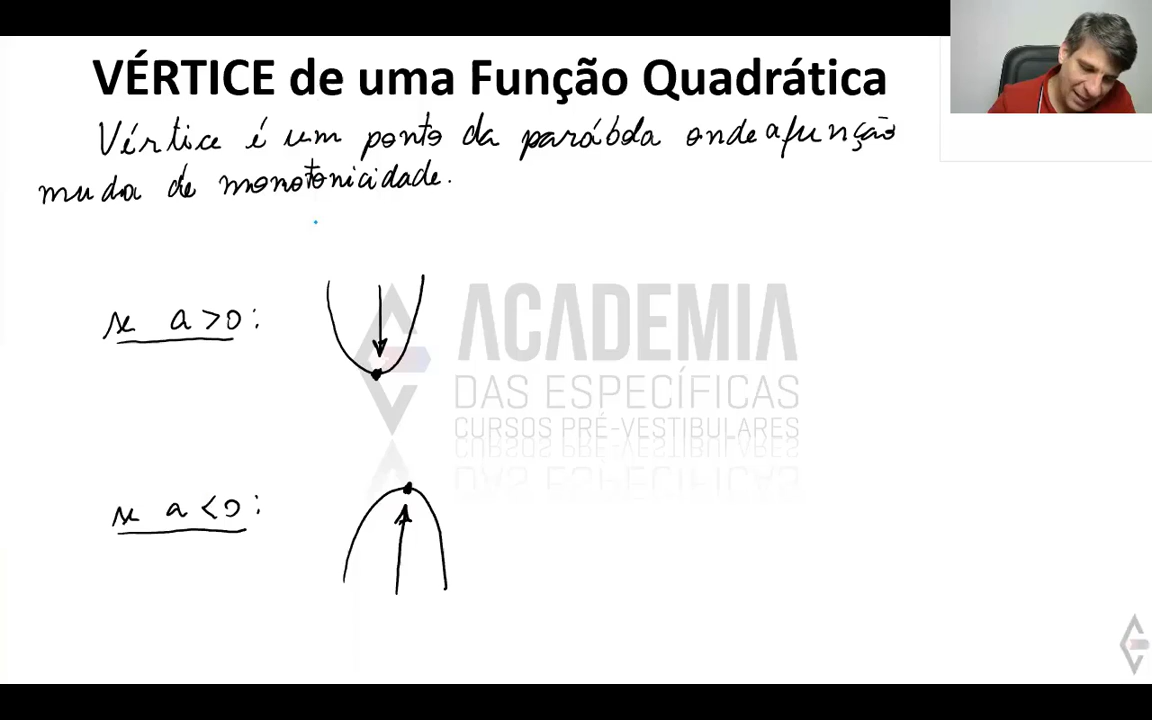 VÉRTICE de uma Função Quadrática
Vértice é um ponto da parábola onde a função
muda de monotonicidade.
se a > 0 :
ACADEMIA
DAS ESPECÍFICAS
CURSOS PRÉ-VESTIBULARES
se a < 0 :